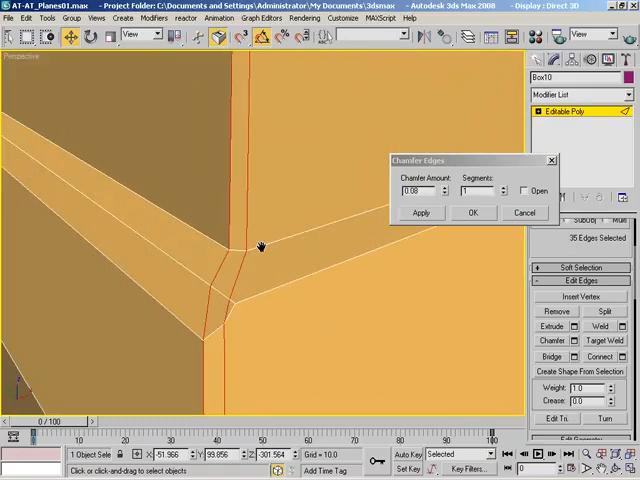 AT-AT_Planes01.max - Project Folder: C:\Documents and Settings\Administrator\My Documents\3dsmax - Autodesk 3ds Max 2008 - Display : Direct 3D
File Edit Tools Group Views Create Modifiers reactor Animation Graph Editors Rendering Customize MAXScript Help
View
View
Perspective
Box10
Modifier List
Editable Poly
Chamfer Edges
Chamfer Amount: Segments:
0.08 1 Open
Apply OK Cancel
35 Edges Selected
+ Soft Selection
- Edit Edges
Insert Vertex
Remove Split
Extrude Weld
Chamfer Target Weld
Bridge Connect
Create Shape From Selection
Weight: 1.0
Crease: 0.0
Edit Tri. Turn
0 / 100
0 10 20 30 40 50 60 70 80 90 100
1 Object Sele X: -51.966 Y: 99.856 Z: -301.564 Grid = 10.0 Auto Key Selected
Click or click-and-drag to select objects Add Time Tag Set Key Key Filters... 0